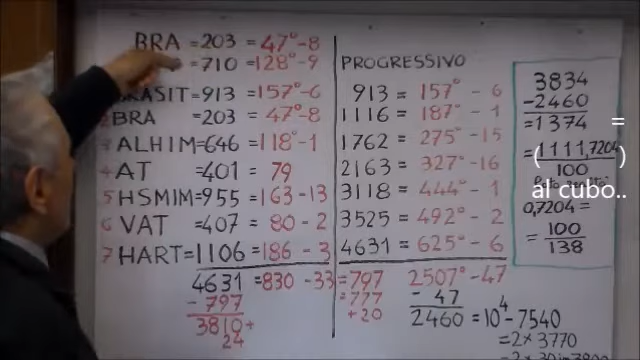 BRA =203 = 47°-8
=710 =128°-9
BRASIT=913 =157°-6
BRA =203 = 47°-8
ALHIM=646 =118°-1
4 AT =401 = 79
5 HSMIM=955 =163-13
6 VAT =407 = 80-2
7 HART=1106 =186-3
4631 =830-33=797
-797 =777
3810+ +20
24
PROGRESSIVO
913 = 157° - 6
1116 = 187° - 1
1762 = 275° -15
2163 = 327° -16
3118 = 444° - 1
3525 = 492° - 2
4631 = 625° - 6
2507°-47
- 47
2460 =10⁴-7540
=2×3770
3834
-2460
=1374 =
=(1111,7204)
100
al cubo..
0,7204=
= 100
138